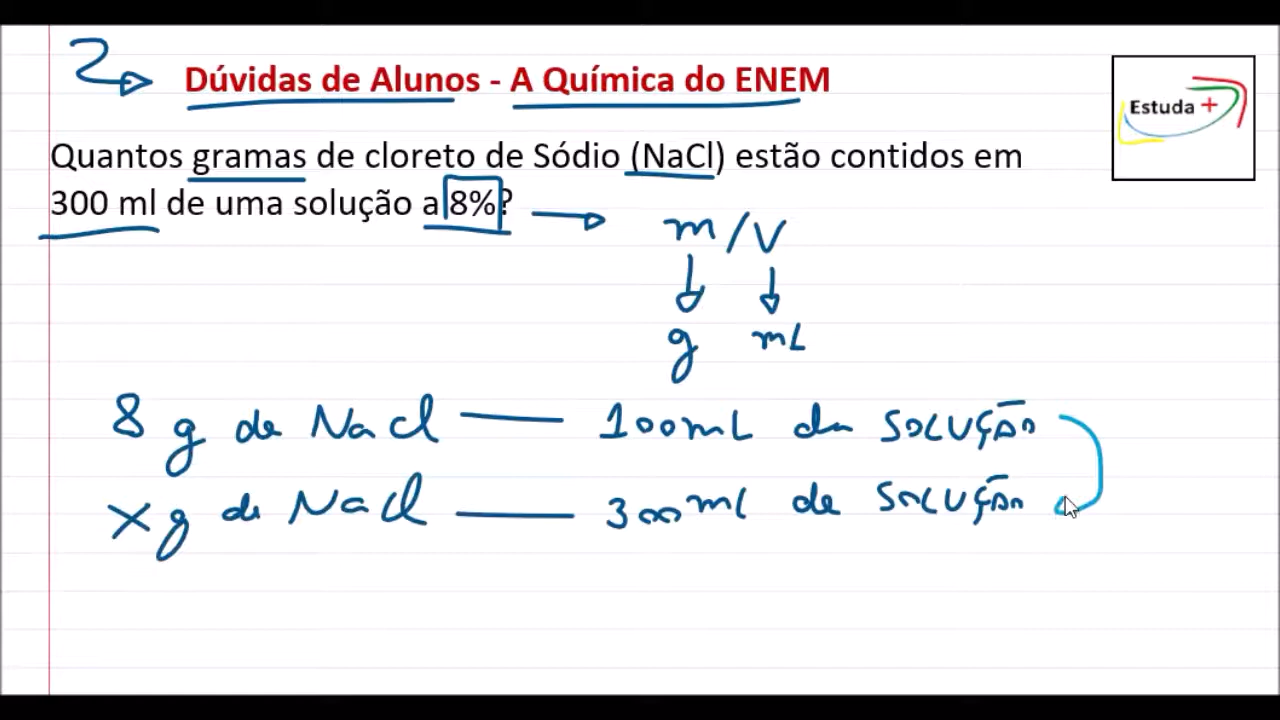 Dúvidas de Alunos - A Química do ENEM
Estuda +
Quantos gramas de cloreto de Sódio (NaCl) estão contidos em
300 ml de uma solução a 8%?
m/V
g mL
8 g de NaCl — 100mL da SOLUÇÃO
x g de NaCl — 300mL de SOLUÇÃO